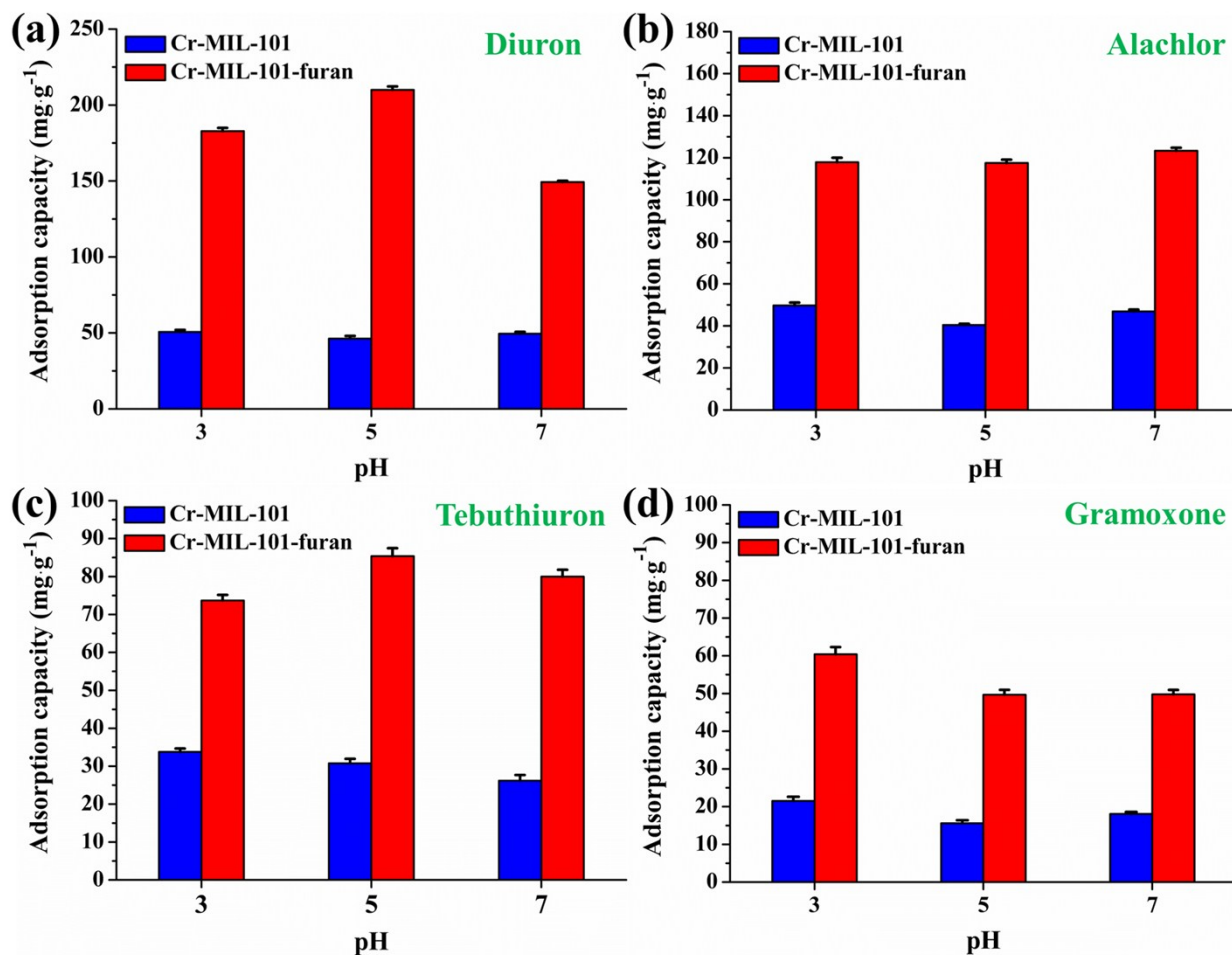 (a)
Cr-MIL-101
Cr-MIL-101-furan
Diuron
Adsorption capacity (mg·g⁻¹)
250
200
150
100
50
0
3 5 7
pH
(b)
Cr-MIL-101
Cr-MIL-101-furan
Alachlor
Adsorption capacity (mg·g⁻¹)
180
160
140
120
100
80
60
40
20
0
3 5 7
pH
(c)
Cr-MIL-101
Cr-MIL-101-furan
Tebuthiuron
Adsorption capacity (mg·g⁻¹)
100
90
80
70
60
50
40
30
20
10
0
3 5 7
pH
(d)
Cr-MIL-101
Cr-MIL-101-furan
Gramoxone
Adsorption capacity (mg·g⁻¹)
100
90
80
70
60
50
40
30
20
10
0
3 5 7
pH